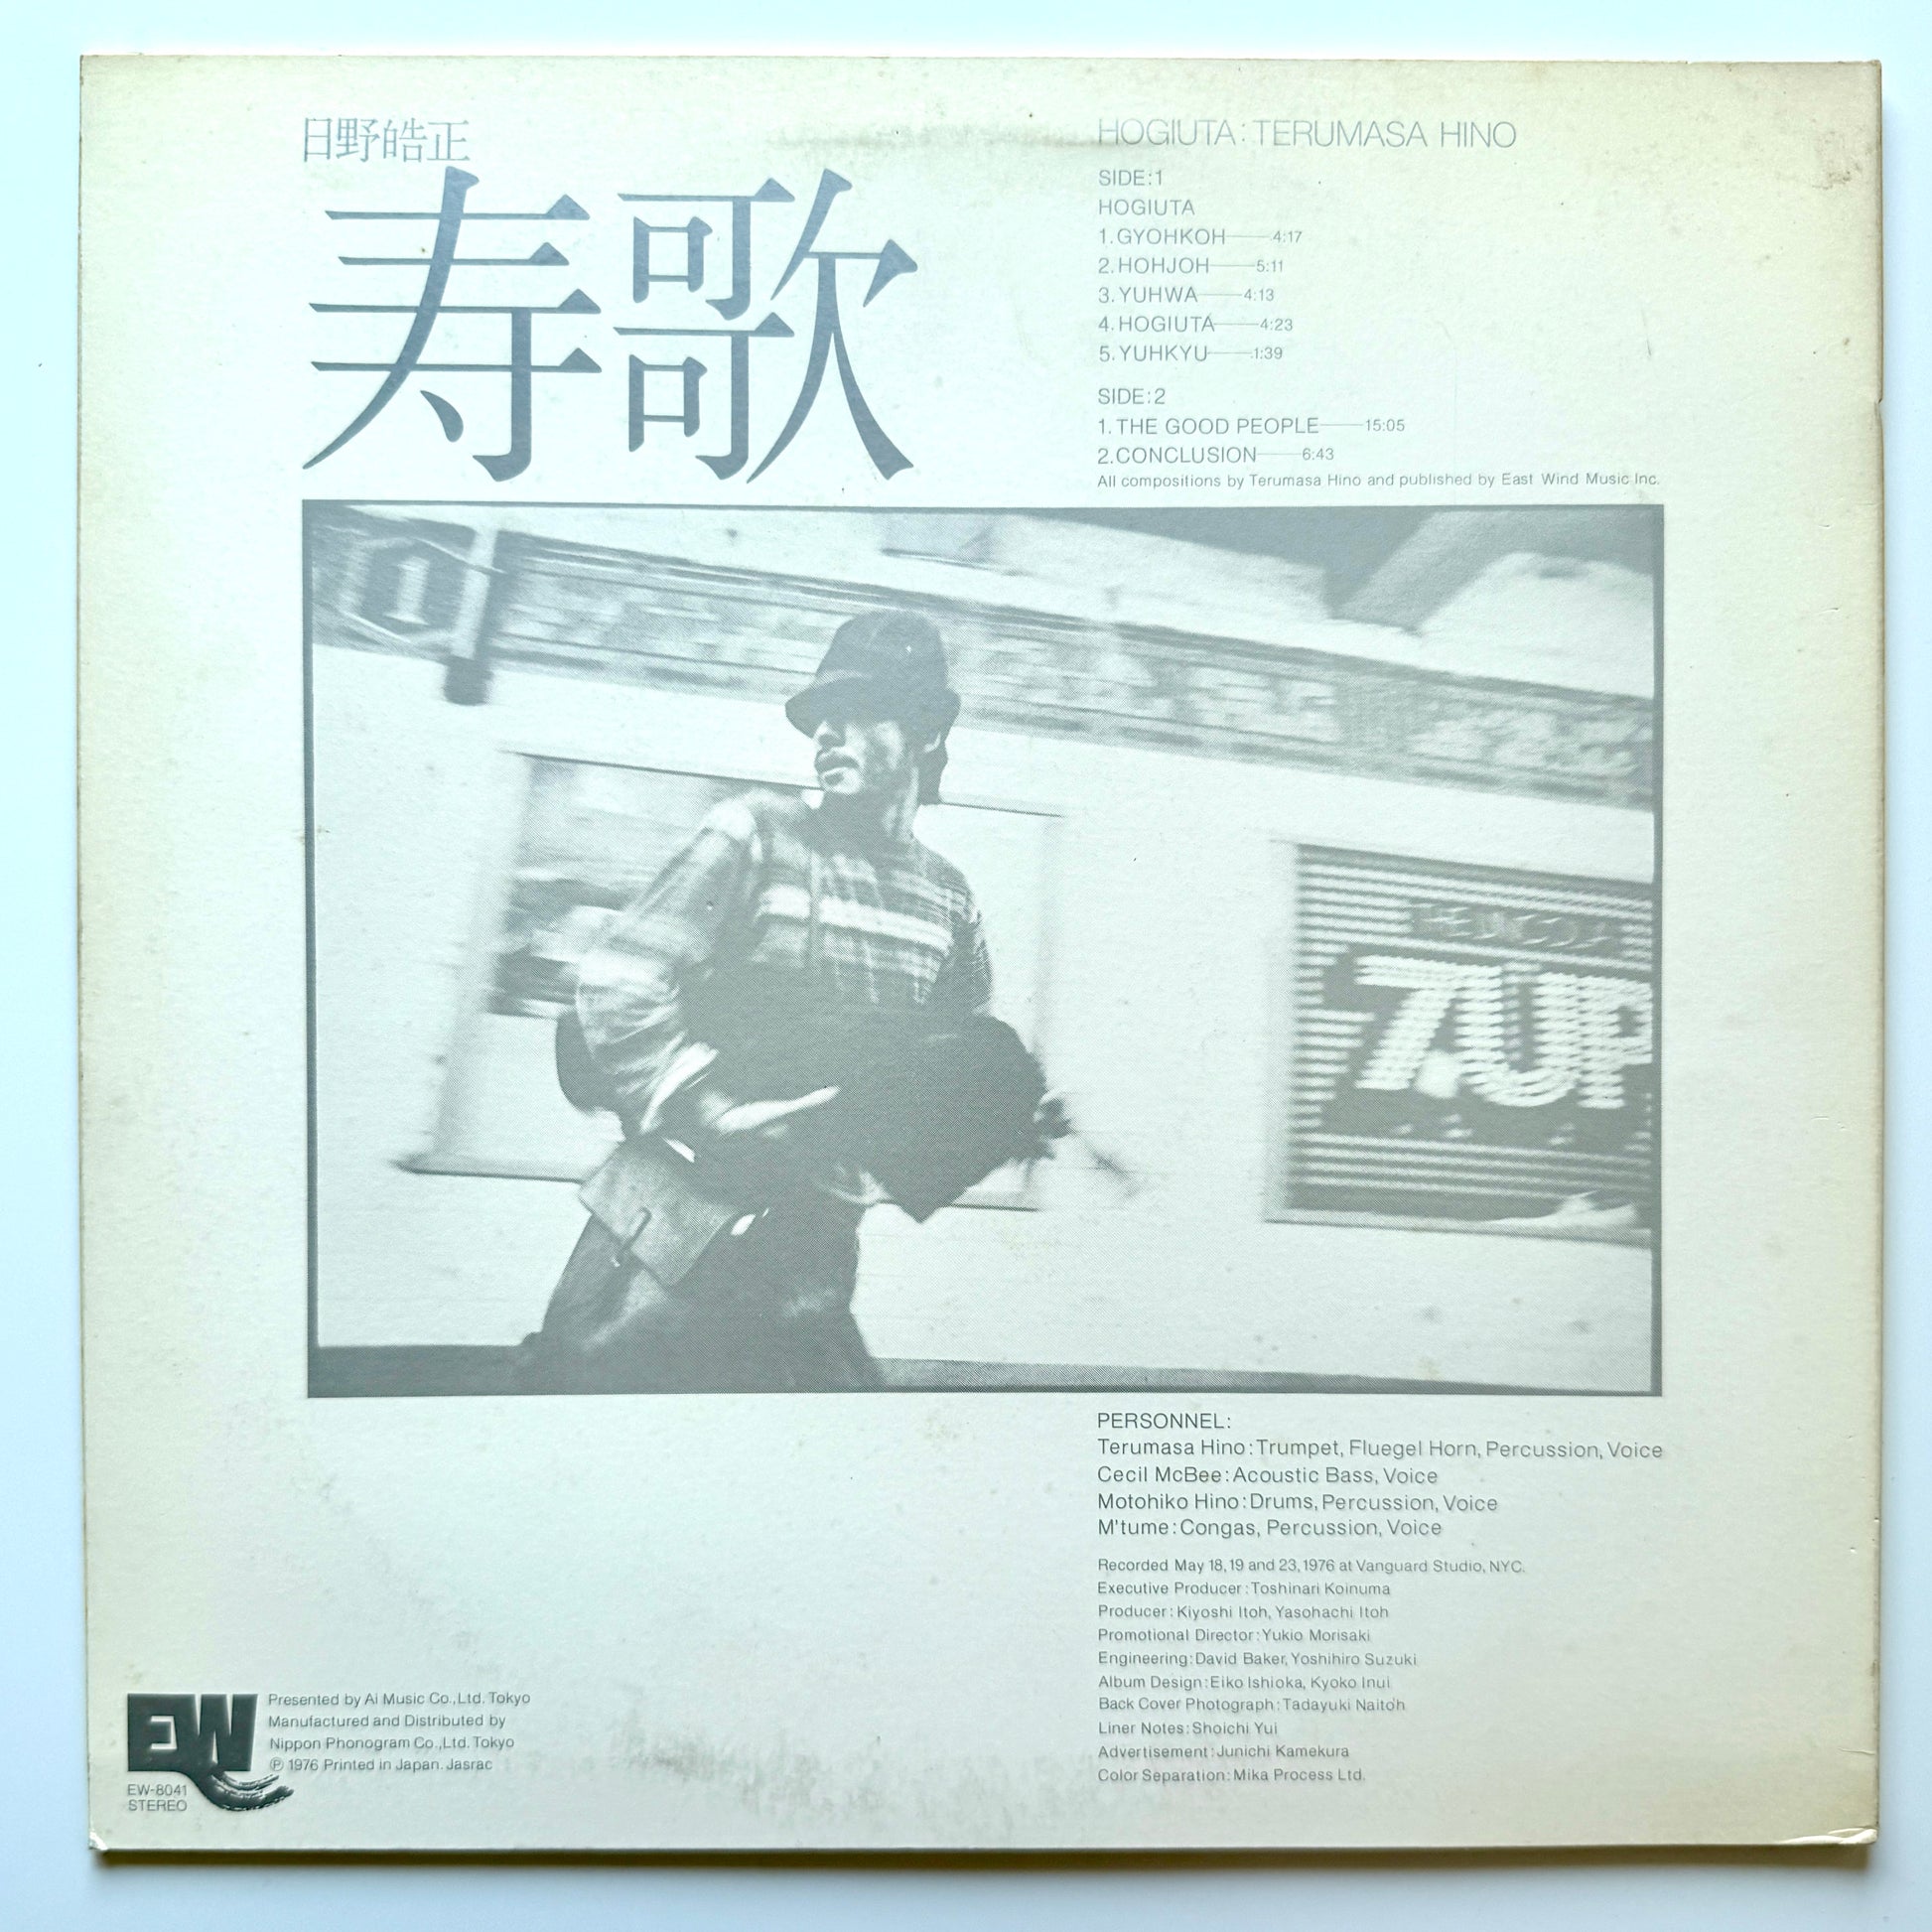 日野皓正
寿歌
HOGIUTA:TERUMASA HINO
SIDE:1
HOGIUTA
1.GYOHKOH——4:17
2.HOHJOH——5:11
3.YUHWA——4:13
4.HOGIUTA——4:23
5.YUHKYU——1:39
SIDE:2
1.THE GOOD PEOPLE——15:05
2.CONCLUSION——6:43
All compositions by Terumasa Hino and published by East Wind Music Inc.
7UP
PERSONNEL:
Terumasa Hino:Trumpet, Fluegel Horn, Percussion, Voice
Cecil McBee:Acoustic Bass, Voice
Motohiko Hino:Drums, Percussion, Voice
M'tume:Congas, Percussion, Voice
Recorded May 18,19 and 23,1976 at Vanguard Studio, NYC.
Executive Producer:Toshinari Koinuma
Producer:Kiyoshi Itoh, Yasohachi Itoh
Promotional Director:Yukio Morisaki
Engineering:David Baker, Yoshihiro Suzuki
Album Design:Eiko Ishioka, Kyoko Inui
Back Cover Photograph:Tadayuki Naitoh
Liner Notes:Shoichi Yui
Advertisement:Junichi Kamekura
Color Separation:Mika Process Ltd.
EW
Presented by Ai Music Co.,Ltd. Tokyo
Manufactured and Distributed by
Nippon Phonogram Co.,Ltd. Tokyo
℗ 1976 Printed in Japan. Jasrac
EW-8041
STEREO